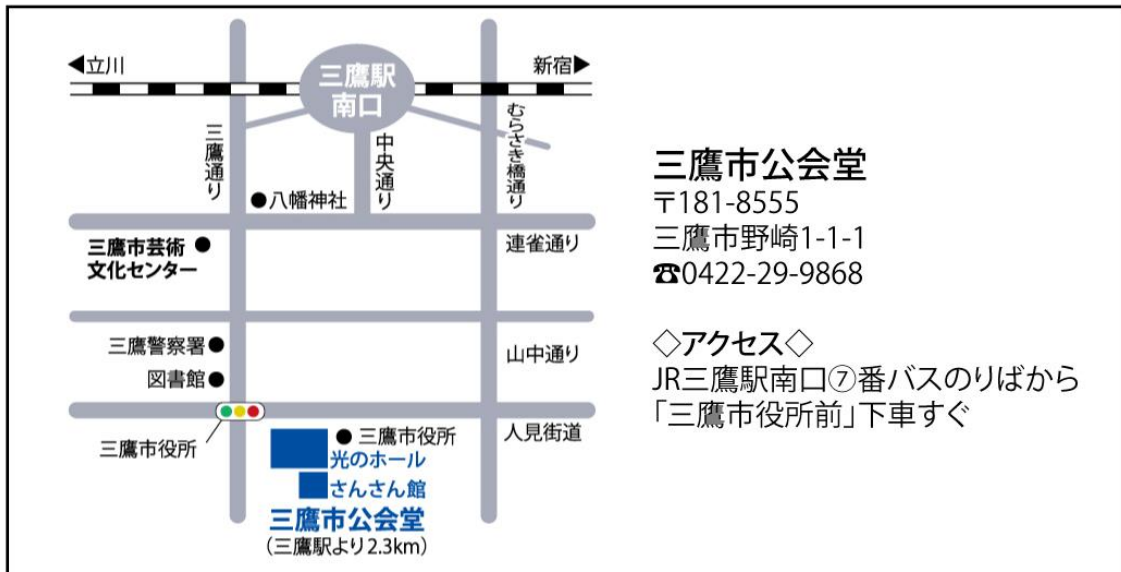 ◀立川
新宿▶
三鷹駅
南口
三鷹通り
中央通り
むらさき橋通り
●八幡神社
三鷹市芸術●
文化センター
連雀通り
三鷹警察署●
図書館●
山中通り
三鷹市役所
●三鷹市役所
人見街道
光のホール
さんさん館
三鷹市公会堂
（三鷹駅より2.3km）
三鷹市公会堂
〒181-8555
三鷹市野崎1-1-1
☎0422-29-9868
◇アクセス◇
JR三鷹駅南口⑦番バスのりばから
「三鷹市役所前」下車すぐ